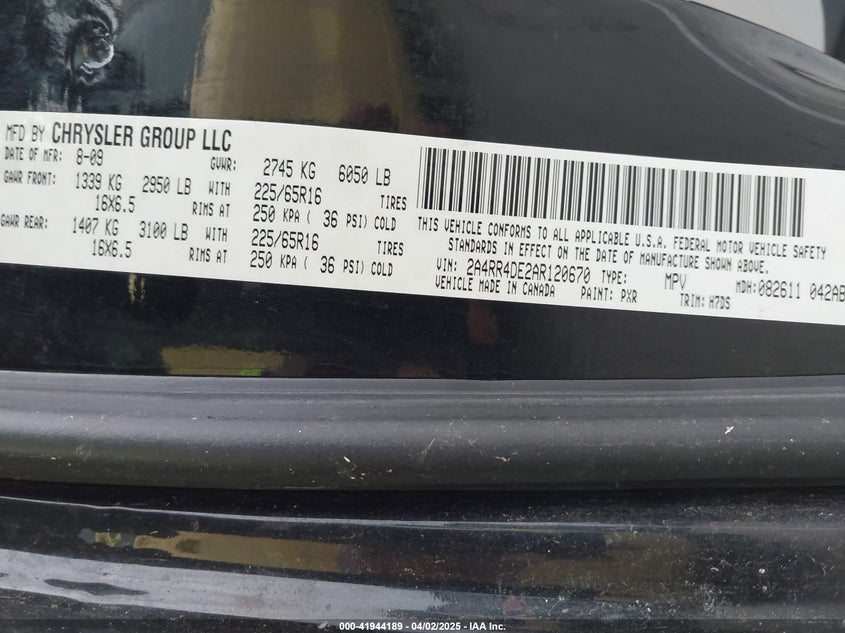 MFD BY CHRYSLER GROUP LLC
DATE OF MFR: 8-09 GVWR: 2745 KG 6050 LB
GAWR FRONT: 1339 KG 2950 LB WITH 225/65R16 TIRES
16X6.5 RIMS AT 250 KPA ( 36 PSI) COLD
GAWR REAR: 1407 KG 3100 LB WITH 225/65R16 TIRES
16X6.5 RIMS AT 250 KPA ( 36 PSI) COLD
THIS VEHICLE CONFORMS TO ALL APPLICABLE U.S.A. FEDERAL MOTOR VEHICLE SAFETY
STANDARDS IN EFFECT ON THE DATE OF MANUFACTURE SHOWN ABOVE.
VIN: 2A4RR4DE2AR120670 TYPE: MPV MDH:082611 042AB
VEHICLE MADE IN CANADA PAINT: PXR TRIM: H7DS
000-41944189 - 04/02/2025 - IAA Inc.